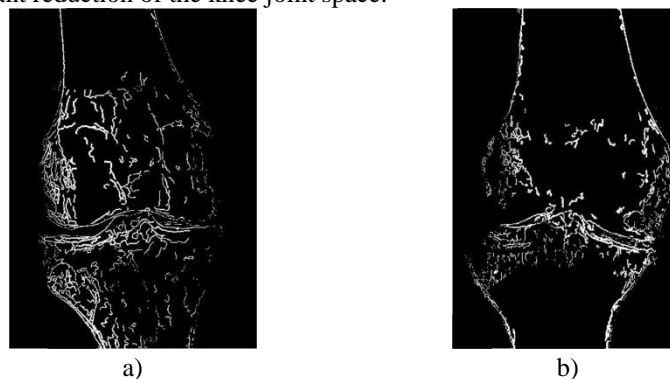 reduction of the knee joint space.
a) b)